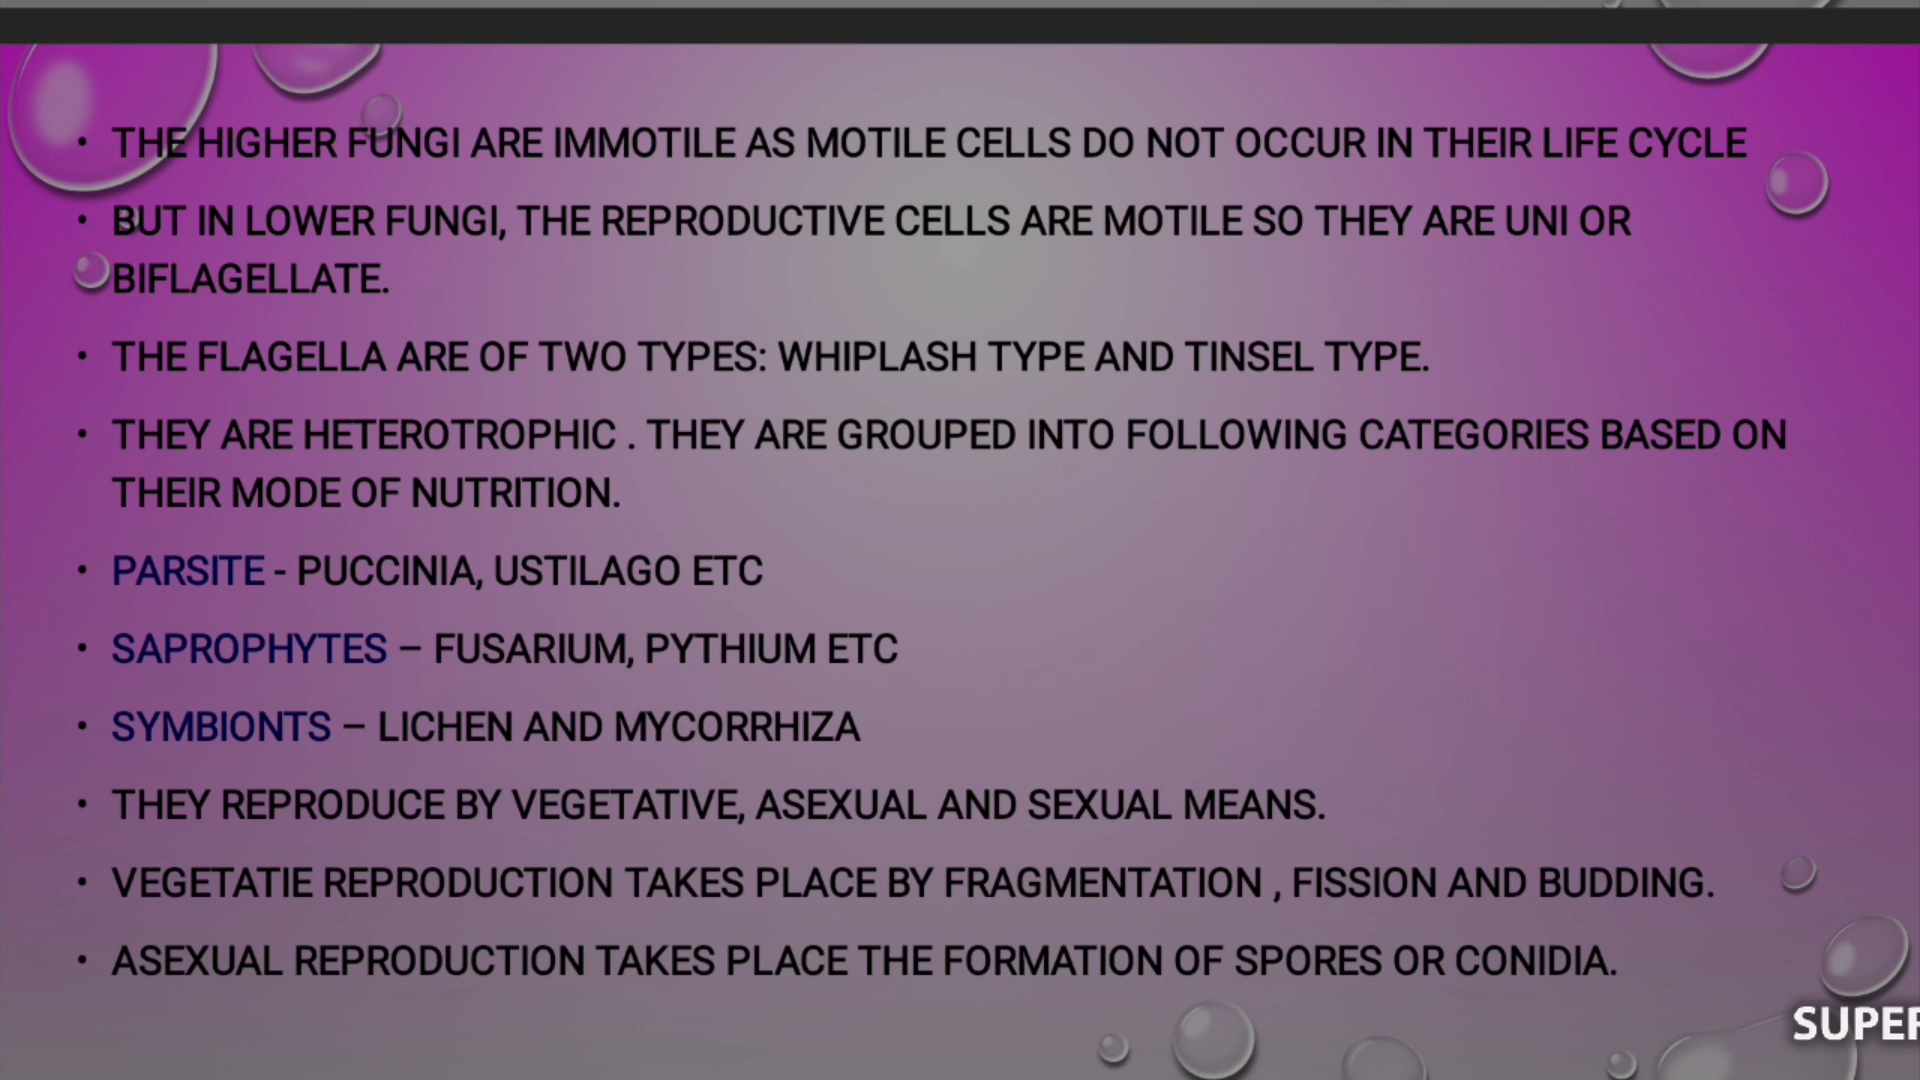 • THE HIGHER FUNGI ARE IMMOTILE AS MOTILE CELLS DO NOT OCCUR IN THEIR LIFE CYCLE
• BUT IN LOWER FUNGI, THE REPRODUCTIVE CELLS ARE MOTILE SO THEY ARE UNI OR
BIFLAGELLATE.
• THE FLAGELLA ARE OF TWO TYPES: WHIPLASH TYPE AND TINSEL TYPE.
• THEY ARE HETEROTROPHIC . THEY ARE GROUPED INTO FOLLOWING CATEGORIES BASED ON
THEIR MODE OF NUTRITION.
• PARSITE - PUCCINIA, USTILAGO ETC
• SAPROPHYTES – FUSARIUM, PYTHIUM ETC
• SYMBIONTS – LICHEN AND MYCORRHIZA
• THEY REPRODUCE BY VEGETATIVE, ASEXUAL AND SEXUAL MEANS.
• VEGETATIE REPRODUCTION TAKES PLACE BY FRAGMENTATION , FISSION AND BUDDING.
• ASEXUAL REPRODUCTION TAKES PLACE THE FORMATION OF SPORES OR CONIDIA.
SUPER